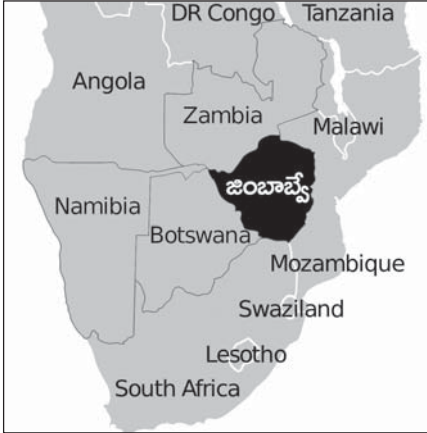 DR Congo
Tanzania
Angola
Zambia
Malawi
జింబాబ్వే
Namibia
Botswana
Mozambique
Swaziland
Lesotho
South Africa